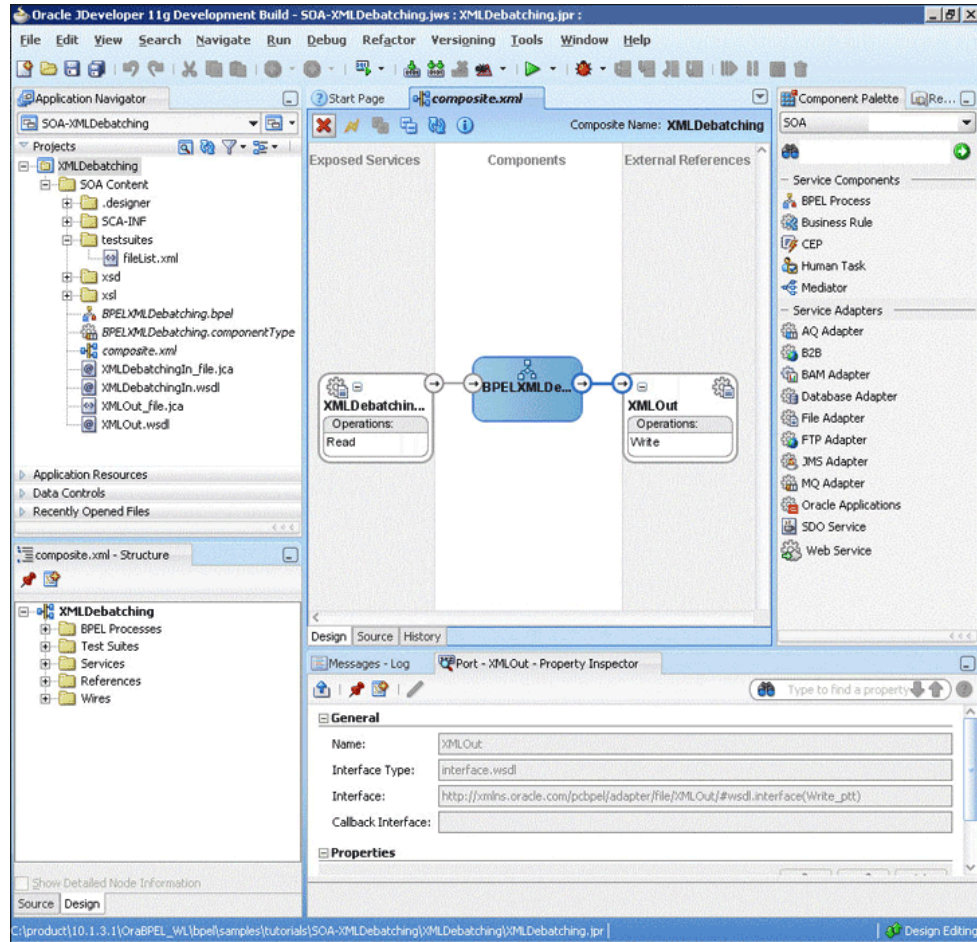 Oracle JDeveloper 11g Development Build - SOA-XMLDebatching.jws : XMLDebatching.jpr :
File Edit View Search Navigate Run Debug Refactor Versioning Tools Window Help
Application Navigator
SOA-XMLDebatching
Projects
XMLDebatching
SOA Content
.designer
SCA-INF
testsuites
fileList.xml
xsd
xsl
BPELXMLDebatching.bpel
BPELXMLDebatching.componentType
composite.xml
XMLDebatchingIn_file.jca
XMLDebatchingIn.wsdl
XMLOut_file.jca
XMLOut.wsdl
Application Resources
Data Controls
Recently Opened Files
composite.xml - Structure
XMLDebatching
BPEL Processes
Test Suites
Services
References
Wires
Show Detailed Node Information
Source Design
Start Page composite.xml
Composite Name: XMLDebatching
Exposed Services Components External References
XMLDebatchin...
Operations:
Read
BPELXMLDe...
XMLOut
Operations:
Write
Design Source History
Messages - Log Port - XMLOut - Property Inspector
Type to find a property
General
Name: XMLOut
Interface Type: interface.wsdl
Interface: http://xmlns.oracle.com/pcbpel/adapter/file/XMLOut/#wsdl.interface(Write_ptt)
Callback Interface:
Properties
Component Palette Re...
SOA
Service Components
BPEL Process
Business Rule
CEP
Human Task
Mediator
Service Adapters
AQ Adapter
B2B
BAM Adapter
Database Adapter
File Adapter
FTP Adapter
JMS Adapter
MQ Adapter
Oracle Applications
SDO Service
Web Service
C:\product\10.1.3.1\OraBPEL_WL\bpel\samples\tutorials\SOA-XMLDebatching\XMLDebatching\XMLDebatching.jpr Design Editing